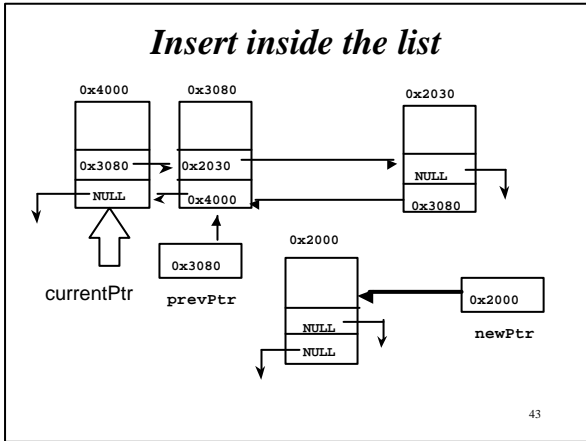 Insert inside the list
0x4000 0x3080 0x2030
0x3080 0x2030 NULL
NULL 0x4000 0x3080
0x3080
currentPtr prevPtr
0x2000
0x2000
NULL newPtr
NULL
43